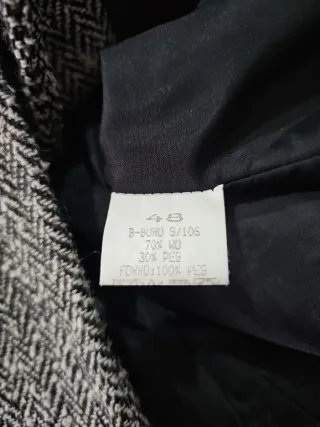 48
B-BURU S/106
70% WO
30% PES
FORRO:100% PES